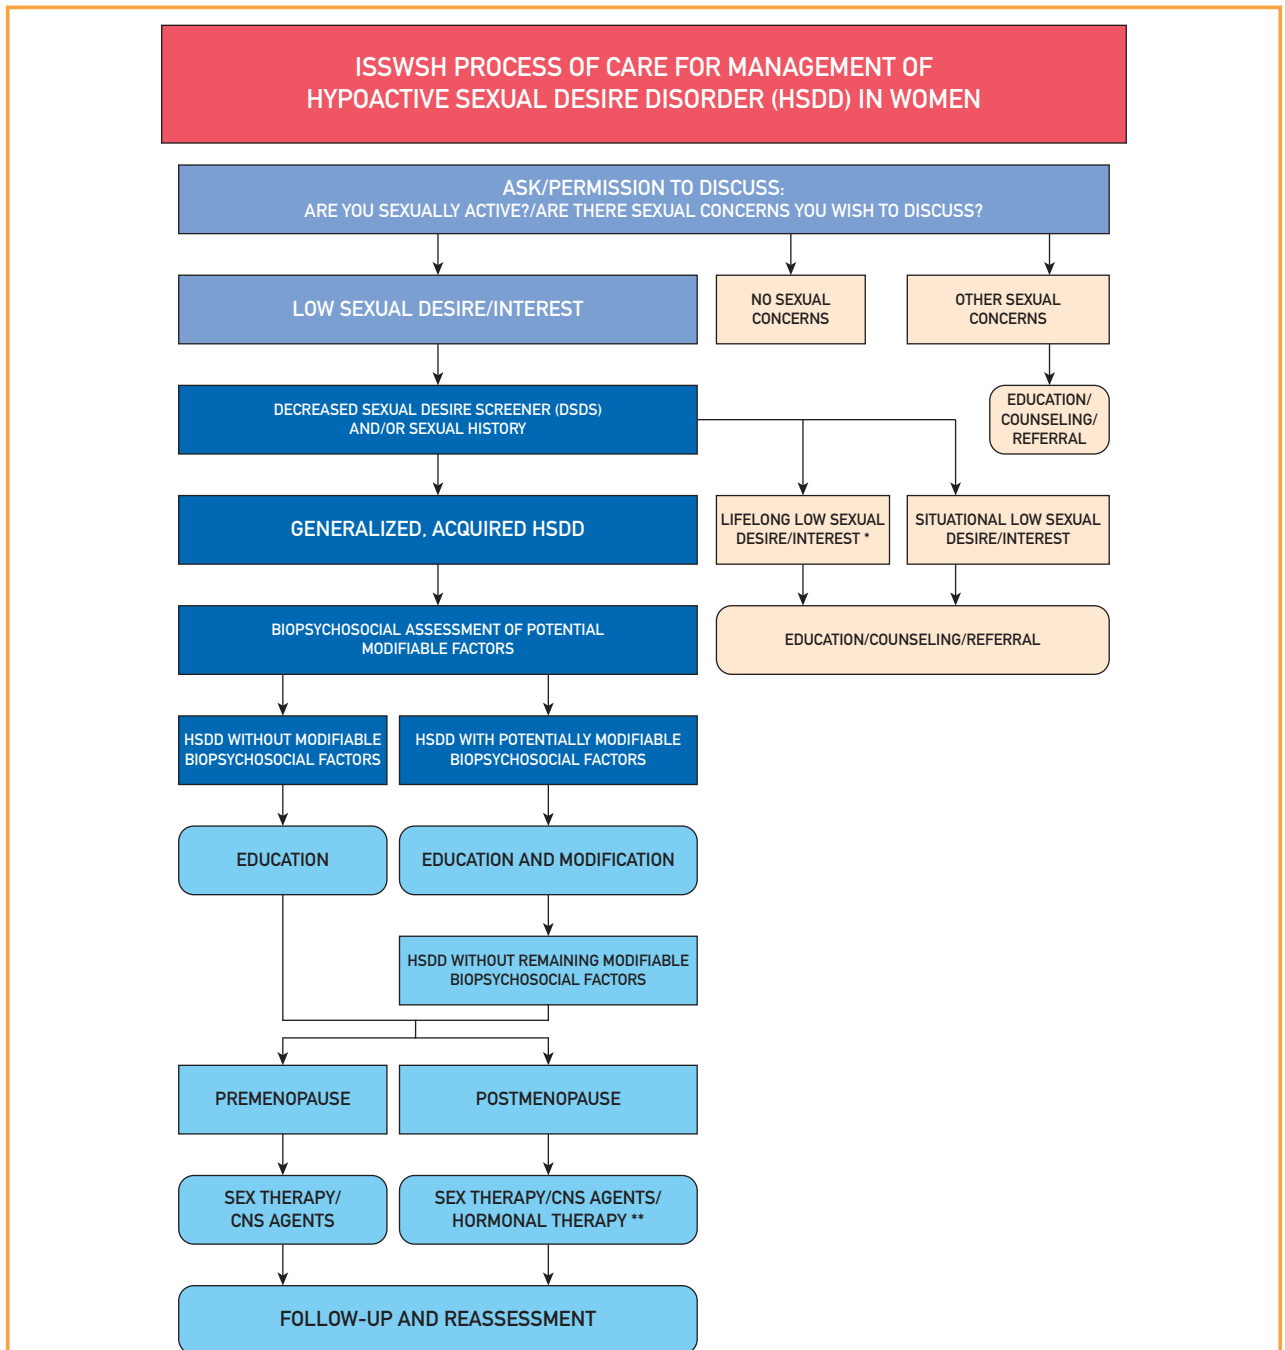 ISSWSH PROCESS OF CARE FOR MANAGEMENT OF
HYPOACTIVE SEXUAL DESIRE DISORDER (HSDD) IN WOMEN
ASK/PERMISSION TO DISCUSS:
ARE YOU SEXUALLY ACTIVE?/ARE THERE SEXUAL CONCERNS YOU WISH TO DISCUSS?
LOW SEXUAL DESIRE/INTEREST
NO SEXUAL
CONCERNS
OTHER SEXUAL
CONCERNS
EDUCATION/
COUNSELING/
REFERRAL
DECREASED SEXUAL DESIRE SCREENER (DSDS)
AND/OR SEXUAL HISTORY
GENERALIZED, ACQUIRED HSDD
LIFELONG LOW SEXUAL
DESIRE/INTEREST *
SITUATIONAL LOW SEXUAL
DESIRE/INTEREST
BIOPSYCHOSOCIAL ASSESSMENT OF POTENTIAL
MODIFIABLE FACTORS
EDUCATION/COUNSELING/REFERRAL
HSDD WITHOUT MODIFIABLE
BIOPSYCHOSOCIAL FACTORS
HSDD WITH POTENTIALLY MODIFIABLE
BIOPSYCHOSOCIAL FACTORS
EDUCATION
EDUCATION AND MODIFICATION
HSDD WITHOUT REMAINING MODIFIABLE
BIOPSYCHOSOCIAL FACTORS
PREMENOPAUSE
POSTMENOPAUSE
SEX THERAPY/
CNS AGENTS
SEX THERAPY/CNS AGENTS/
HORMONAL THERAPY **
FOLLOW-UP AND REASSESSMENT